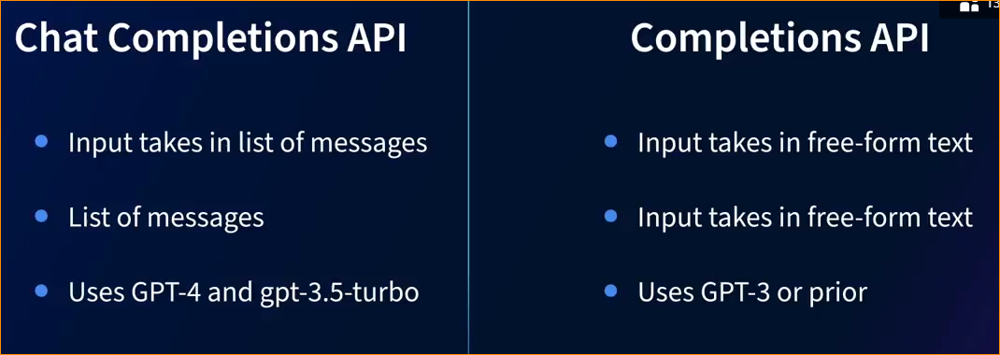 Chat Completions API
Input takes in list of messages
List of messages
Uses GPT-4 and gpt-3.5-turbo
Completions API
Input takes in free-form text
Input takes in free-form text
Uses GPT-3 or prior